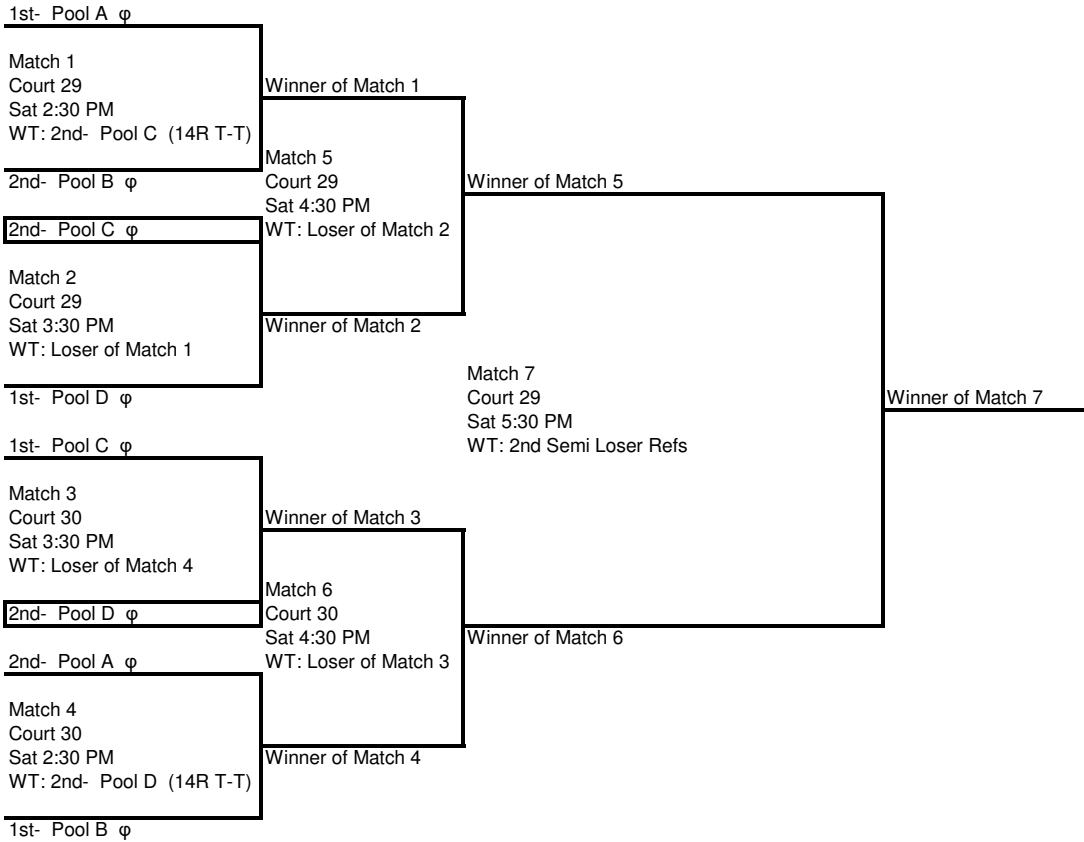 1st-  Pool A  φ
Match 1
Court 29
Sat 2:30 PM
WT: 2nd-  Pool C  (14R T-T)
2nd-  Pool B  φ
2nd-  Pool C  φ
Match 2
Court 29
Sat 3:30 PM
WT: Loser of Match 1
1st-  Pool D  φ
1st-  Pool C  φ
Match 3
Court 30
Sat 3:30 PM
WT: Loser of Match 4
2nd-  Pool D  φ
2nd-  Pool A  φ
Match 4
Court 30
Sat 2:30 PM
WT: 2nd-  Pool D  (14R T-T)
1st-  Pool B  φ
Winner of Match 1
Match 5
Court 29
Sat 4:30 PM
WT: Loser of Match 2
Winner of Match 2
Winner of Match 3
Match 6
Court 30
Sat 4:30 PM
WT: Loser of Match 3
Winner of Match 4
Winner of Match 5
Match 7
Court 29
Sat 5:30 PM
WT: 2nd Semi Loser Refs
Winner of Match 6
Winner of Match 7